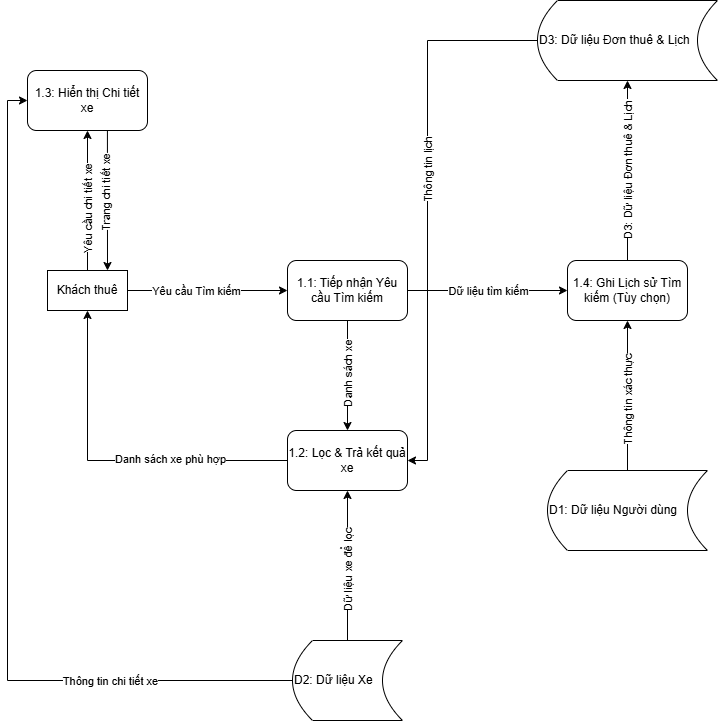 D3: Dữ liệu Đơn thuê & Lịch
1.3: Hiển thị Chi tiết
xe
Yêu cầu chi tiết xe
Trang chi tiết xe
Thông tin lịch
D3: Dữ liệu Đơn thuê & Lịch
Khách thuê
Yêu cầu Tìm kiếm
1.1: Tiếp nhận Yêu
cầu Tìm kiếm
Dữ liệu tìm kiếm
1.4: Ghi Lịch sử Tìm
kiếm (Tùy chọn)
Danh sách xe
Thông tin xác thực
Danh sách xe phù hợp
1.2: Lọc & Trả kết quả
xe
D1: Dữ liệu Người dùng
Dữ liệu xe để lọc
Thông tin chi tiết xe
D2: Dữ liệu Xe